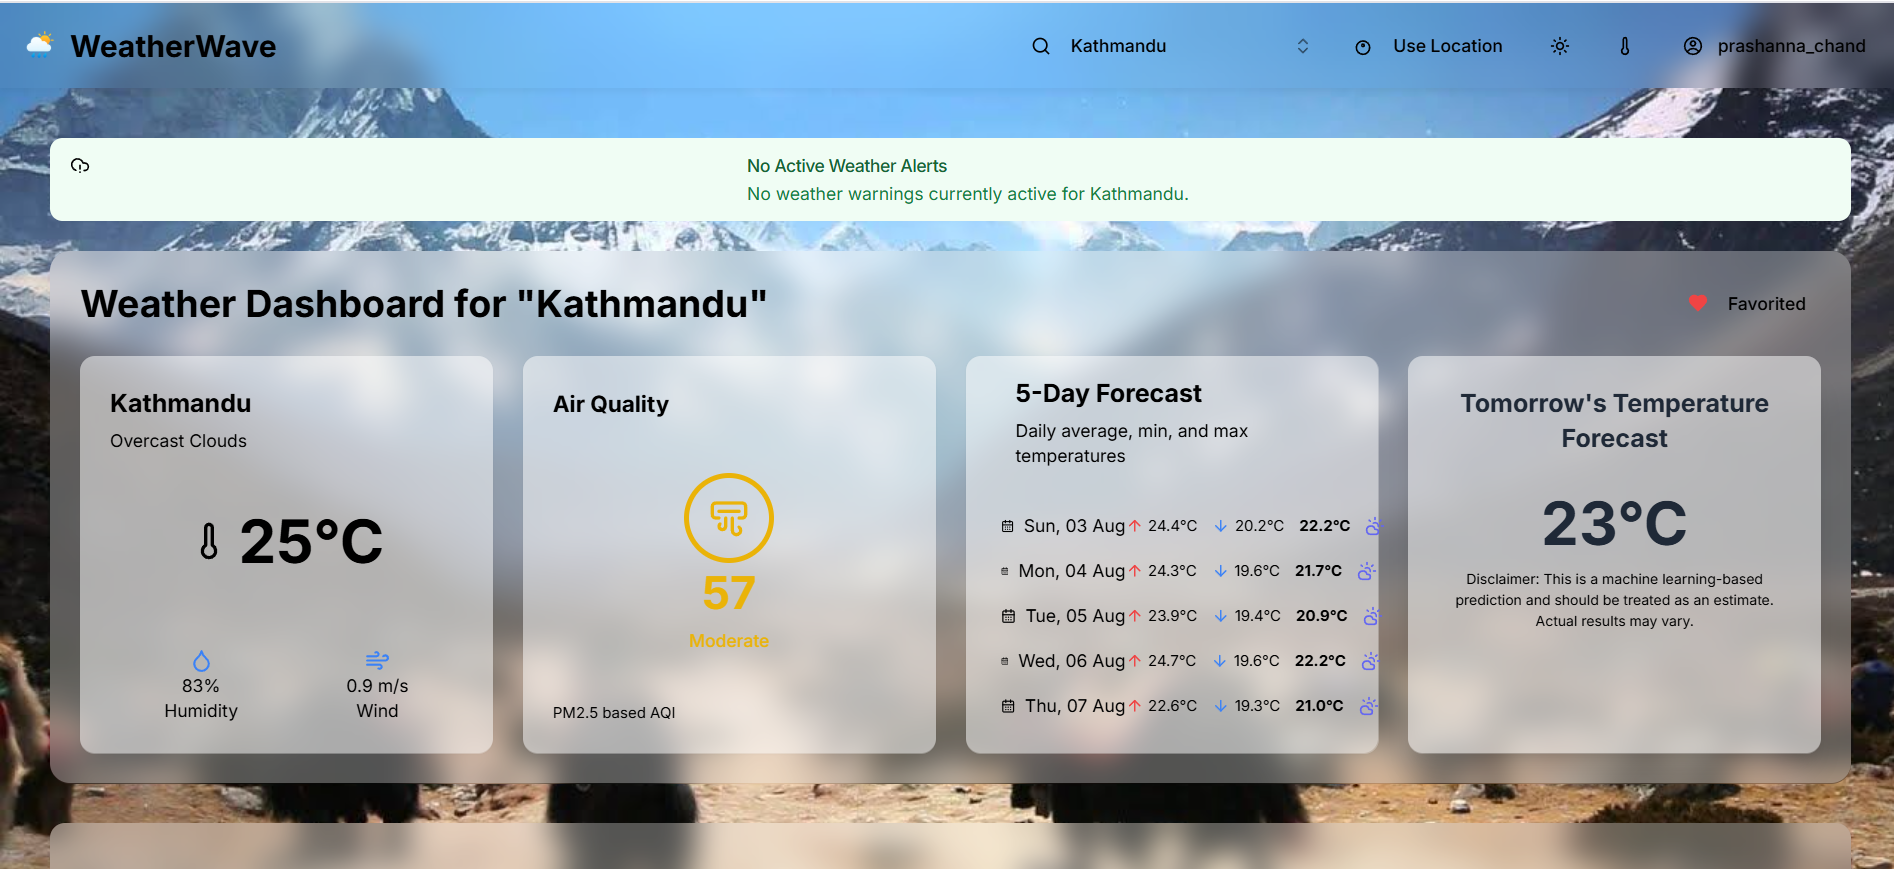 WeatherWave
Kathmandu
Use Location
prashanna_chand
No Active Weather Alerts
No weather warnings currently active for Kathmandu.
Weather Dashboard for "Kathmandu"
Favorited
Kathmandu
Overcast Clouds
25°C
83%
Humidity
0.9 m/s
Wind
Air Quality
57
Moderate
PM2.5 based AQI
5-Day Forecast
Daily average, min, and max
temperatures
Sun, 03 Aug 24.4°C 20.2°C 22.2°C
Mon, 04 Aug 24.3°C 19.6°C 21.7°C
Tue, 05 Aug 23.9°C 19.4°C 20.9°C
Wed, 06 Aug 24.7°C 19.6°C 22.2°C
Thu, 07 Aug 22.6°C 19.3°C 21.0°C
Tomorrow's Temperature
Forecast
23°C
Disclaimer: This is a machine learning-based
prediction and should be treated as an estimate.
Actual results may vary.